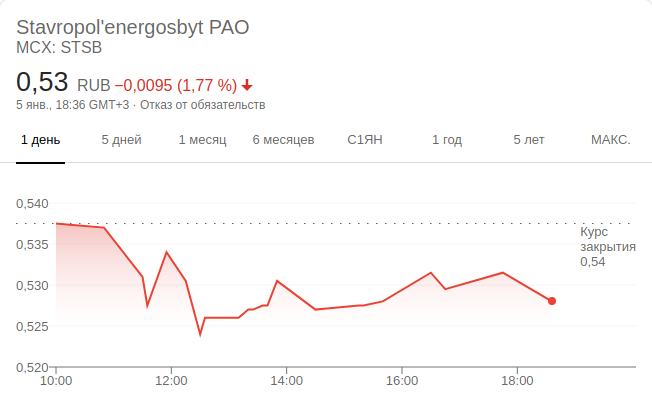 Stavropol'energosbyt PAO
MCX: STSB
0,53 RUB −0,0095 (1,77 %)
5 янв., 18:36 GMT+3 · Отказ от обязательств
1 день 5 дней 1 месяц 6 месяцев С1ЯН 1 год 5 лет МАКС.
0,540
Курс
закрытия
0,54
0,535
0,530
0,525
0,520
10:00 12:00 14:00 16:00 18:00